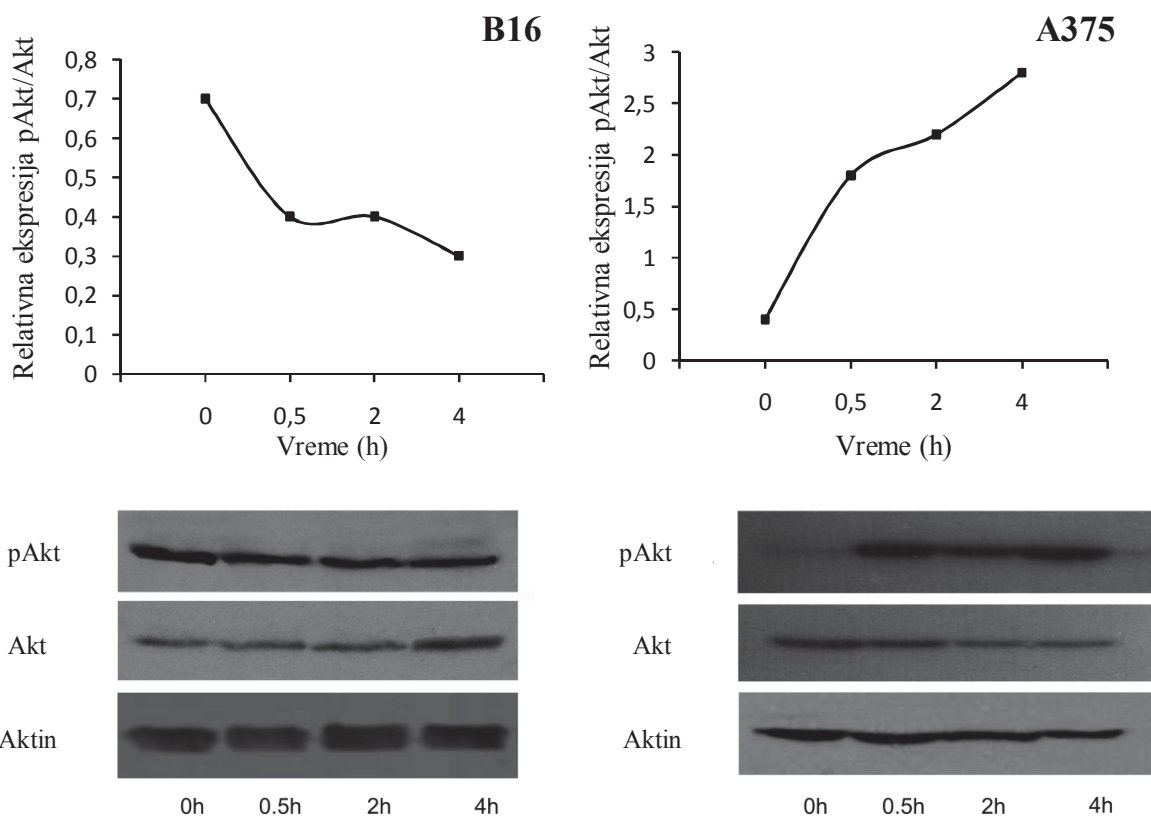 B16
Relativna ekspresija pAkt/Akt
0,8
0,7
0,6
0,5
0,4
0,3
0,2
0,1
0
0 0,5 2 4
Vreme (h)
A375
Relativna ekspresija pAkt/Akt
3
2,5
2
1,5
1
0,5
0
0 0,5 2 4
Vreme (h)
pAkt
Akt
Aktin
0h 0.5h 2h 4h
pAkt
Akt
Aktin
0h 0.5h 2h 4h